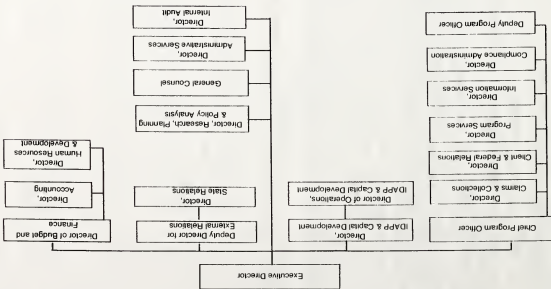 Executive Director
Chief Program Officer
Director,
Claims & Collections
Director,
Client & Federal Relations
Director,
Program Services
Director,
Information Services
Director,
Compliance Administration
Deputy Program Officer
Director,
IDAPP & Capital Development
Director of Operations,
IDAPP & Capital Development
Director, Research, Planning
& Policy Analysis
General Counsel
Director,
Administrative Services
Director,
Internal Audit
Deputy Director for
External Relations
Director,
State Relations
Director of Budget and
Finance
Director,
Accounting
Director,
Human Resources
& Development